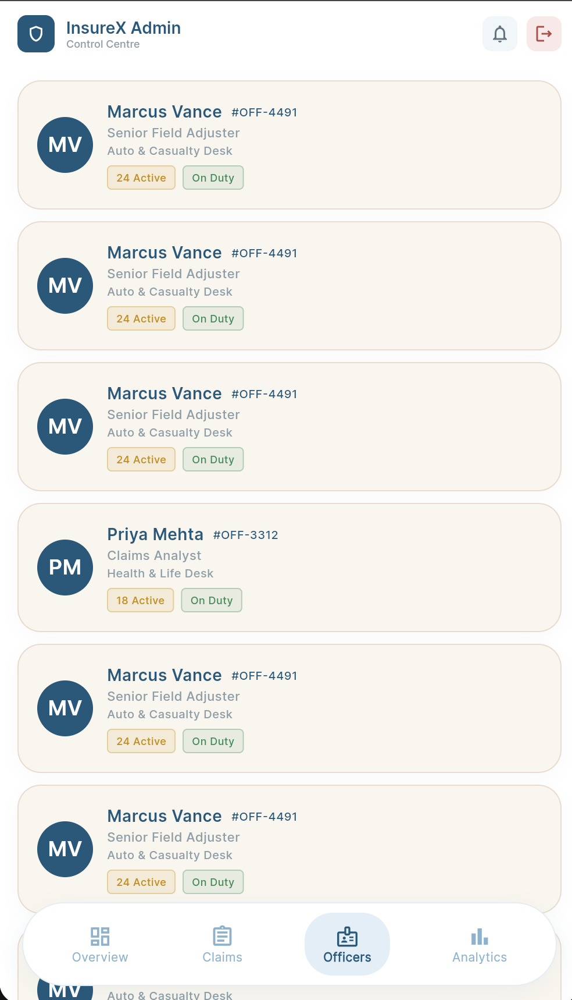 InsureX Admin
Control Centre
MV
Marcus Vance #OFF-4491
Senior Field Adjuster
Auto & Casualty Desk
24 Active On Duty
MV
Marcus Vance #OFF-4491
Senior Field Adjuster
Auto & Casualty Desk
24 Active On Duty
MV
Marcus Vance #OFF-4491
Senior Field Adjuster
Auto & Casualty Desk
24 Active On Duty
PM
Priya Mehta #OFF-3312
Claims Analyst
Health & Life Desk
18 Active On Duty
MV
Marcus Vance #OFF-4491
Senior Field Adjuster
Auto & Casualty Desk
24 Active On Duty
MV
Marcus Vance #OFF-4491
Senior Field Adjuster
Auto & Casualty Desk
24 Active On Duty
Overview Claims Officers Analytics
MV
Auto & Casualty Desk